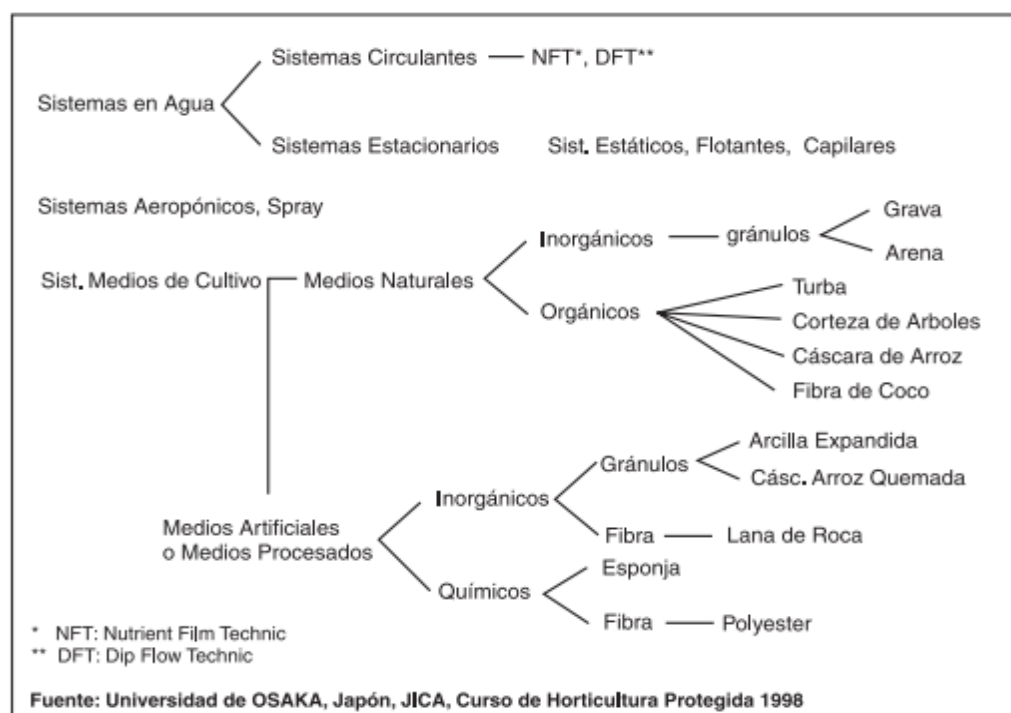 Sistemas Circulantes NFT*, DFT**
Sistemas en Agua
Sistemas Estacionarios Sist. Estáticos, Flotantes, Capilares
Sistemas Aeropónicos, Spray
Grava
Inorgánicos gránulos
Arena
Sist. Medios de Cultivo Medios Naturales
Turba
Orgánicos
Corteza de Arboles
Cáscara de Arroz
Fibra de Coco
Arcilla Expandida
Gránulos
Cásc. Arroz Quemada
Inorgánicos
Medios Artificiales
o Medios Procesados
Fibra Lana de Roca
Esponja
Químicos
Fibra Polyester
* NFT: Nutrient Film Technic
** DFT: Dip Flow Technic
Fuente: Universidad de OSAKA, Japón, JICA, Curso de Horticultura Protegida 1998